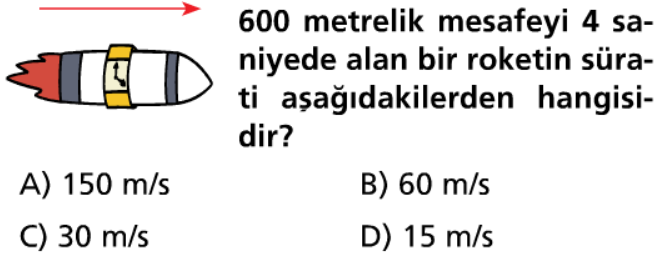 600 metrelik mesafeyi 4 sa-
niyede alan bir roketin süra-
ti aşağıdakilerden hangisi-
dir?
A) 150 m/s B) 60 m/s
C) 30 m/s D) 15 m/s